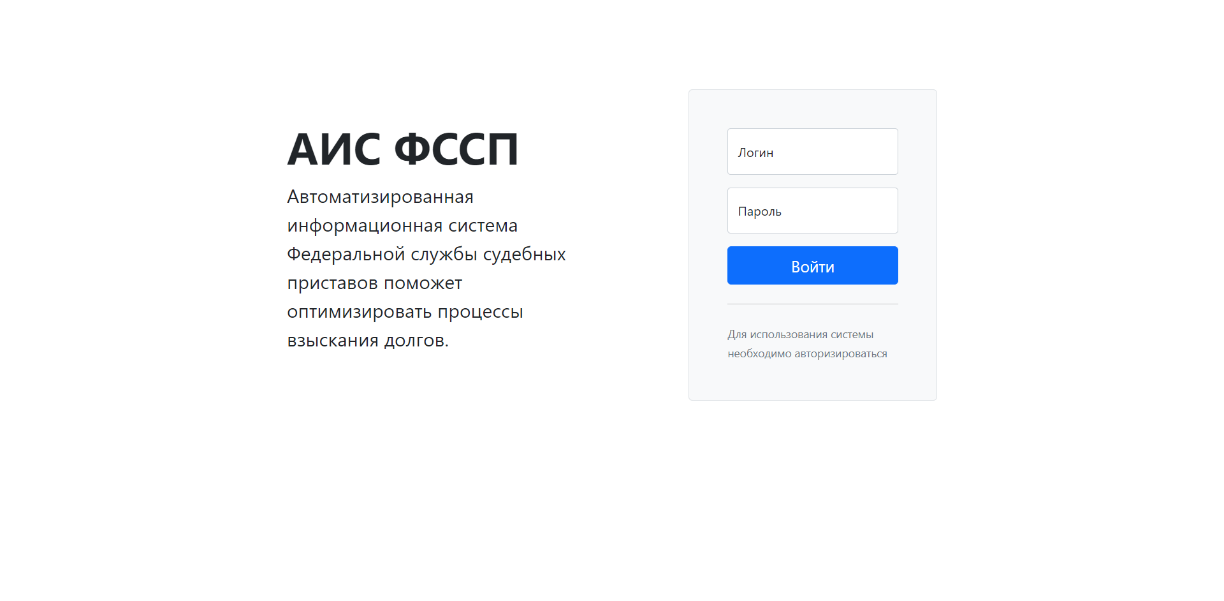 АИС ФССП
Автоматизированная
информационная система
Федеральной службы судебных
приставов поможет
оптимизировать процессы
взыскания долгов.
Логин
Пароль
Войти
Для использования системы
необходимо авторизироваться